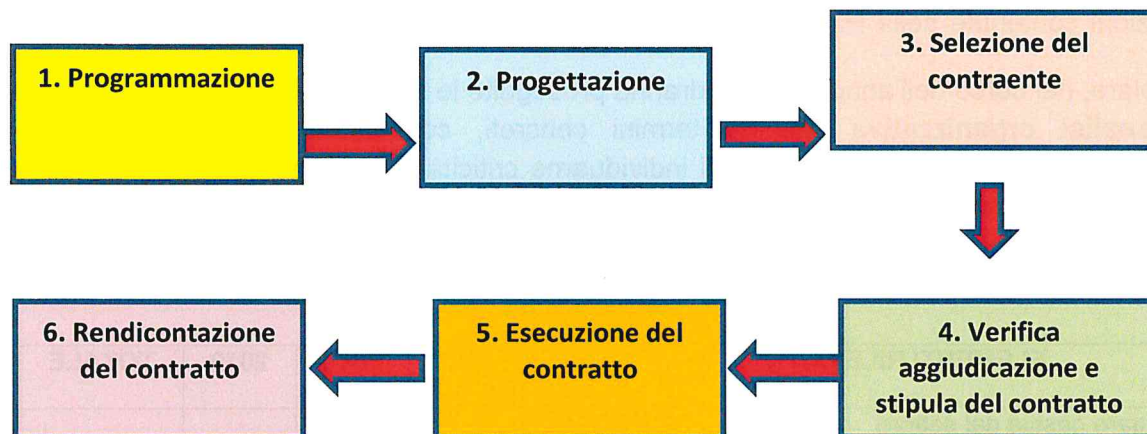 1. Programmazione
2. Progettazione
3. Selezione del
contraente
6. Rendicontazione
del contratto
5. Esecuzione del
contratto
4. Verifica
aggiudicazione e
stipula del contratto